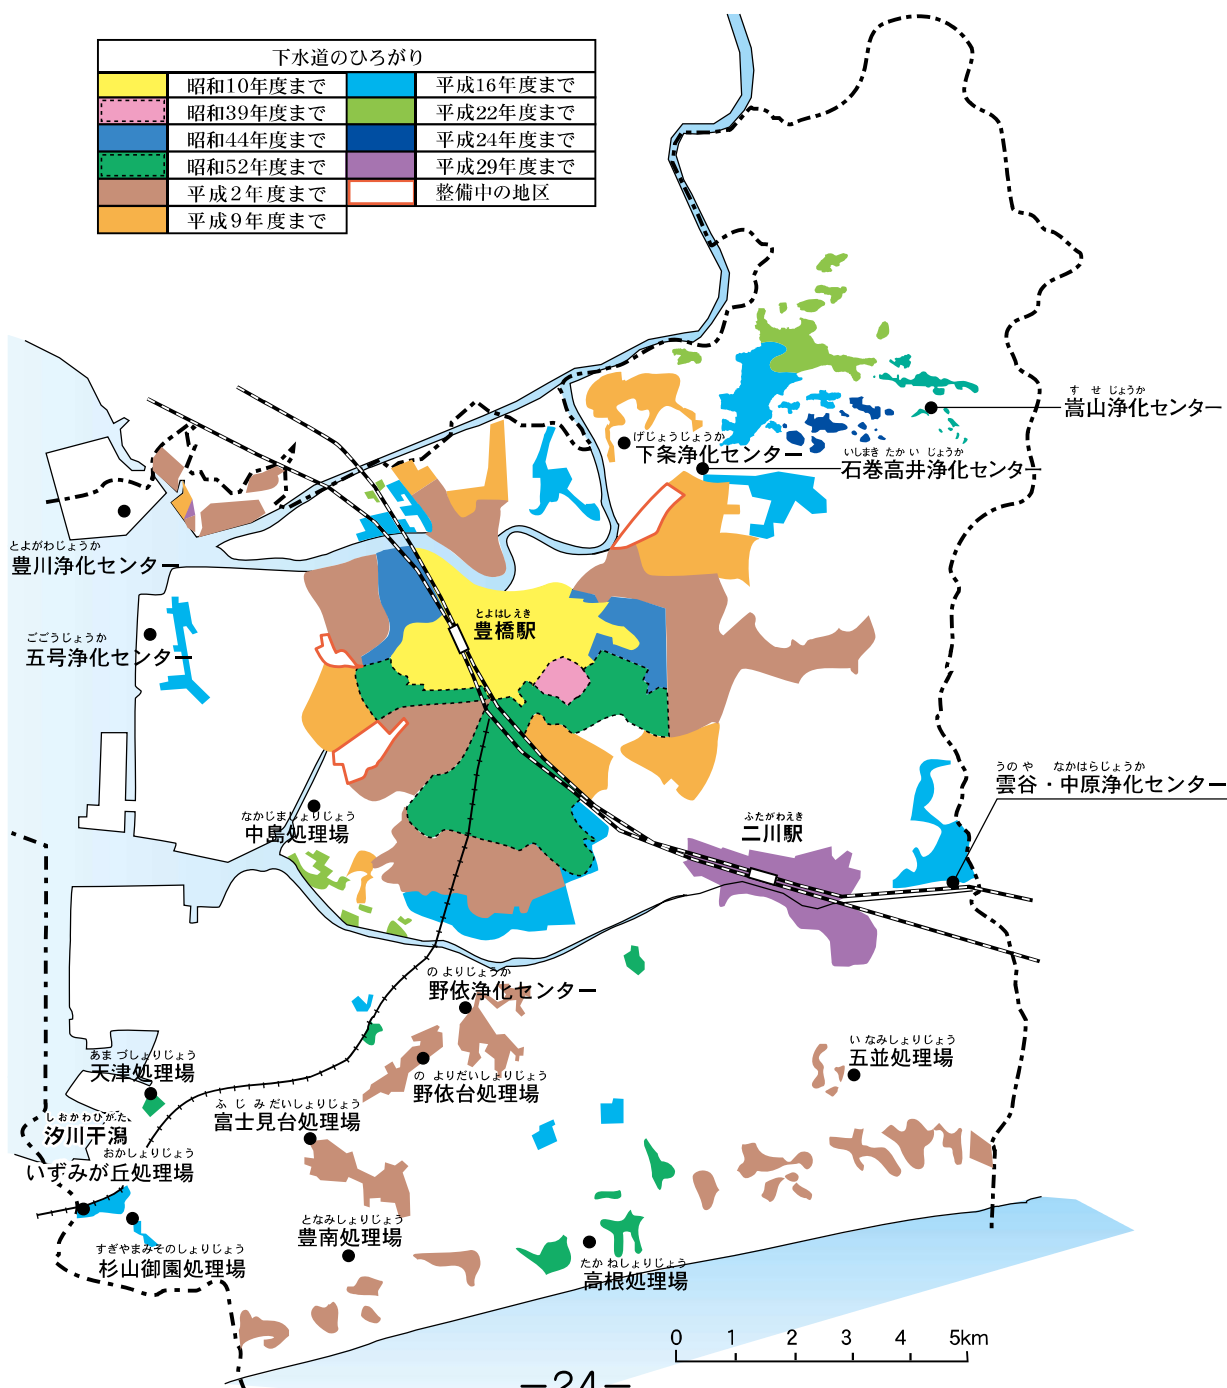 下水道のひろがり
昭和10年度まで
平成16年度まで
昭和39年度まで
平成22年度まで
昭和44年度まで
平成24年度まで
昭和52年度まで
平成29年度まで
平成2年度まで
整備中の地区
平成9年度まで
すせじょうか
嵩山浄化センター
げじょうじょうか
下条浄化センター
いしまきたかいじょうか
石巻高井浄化センター
とよがわじょうか
豊川浄化センター
とよはしえき
豊橋駅
ごごうじょうか
五号浄化センター
うのやなかはらじょうか
雲谷・中原浄化センター
なかじましょりじょう
中島処理場
ふたがわえき
二川駅
のよりじょうか
野依浄化センター
いなみしょりじょう
五並処理場
あまづしょりじょう
天津処理場
のよりだいしょりじょう
野依台処理場
ふじみだいしょりじょう
富士見台処理場
しおかわひがた
汐川干潟
おかしょりじょう
いずみが丘処理場
となみしょりじょう
豊南処理場
すぎやまみそのしょりじょう
杉山御園処理場
たかねしょりじょう
高根処理場
0 1 2 3 4 5km
—24—